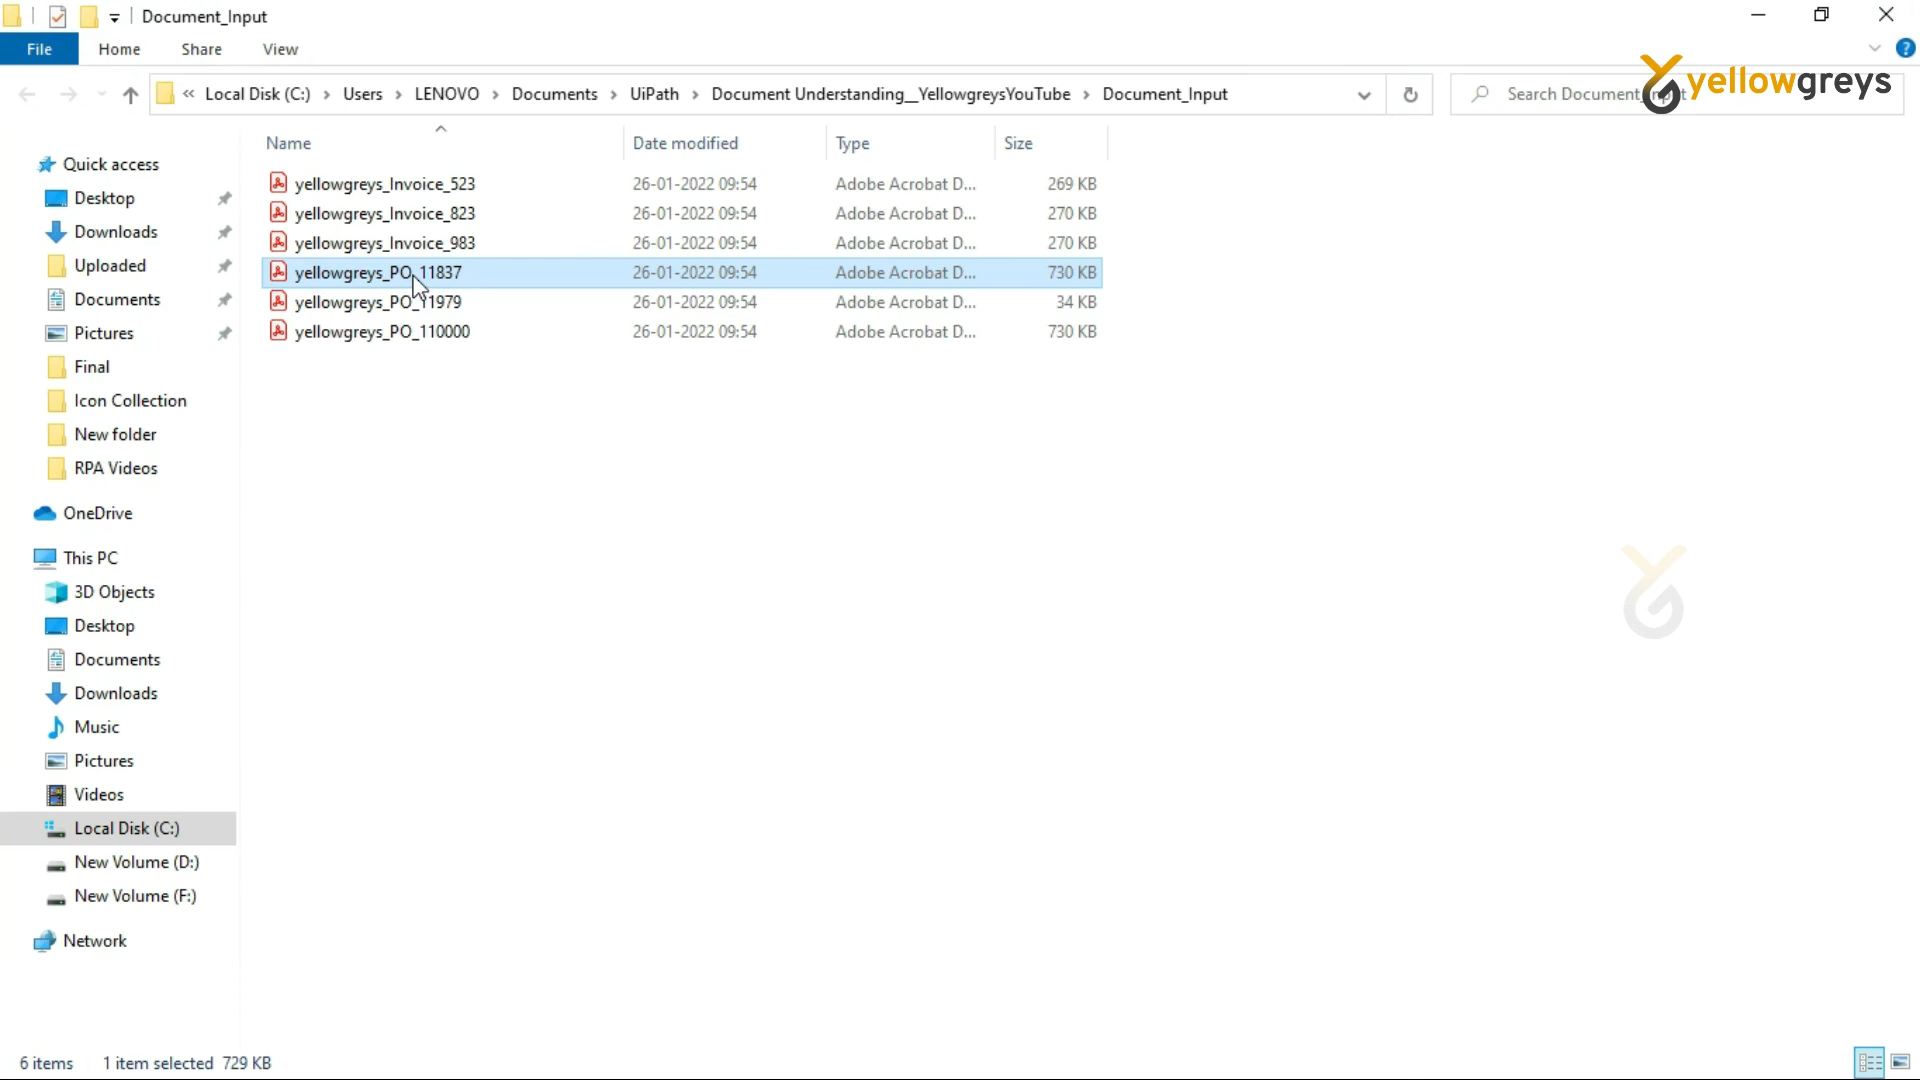 Document_Input
File Home Share View
« Local Disk (C:) › Users › LENOVO › Documents › UiPath › Document Understanding__YellowgreysYouTube › Document_Input
Search Document_Input
yellowgreys
Name Date modified Type Size
yellowgreys_Invoice_523 26-01-2022 09:54 Adobe Acrobat D... 269 KB
yellowgreys_Invoice_823 26-01-2022 09:54 Adobe Acrobat D... 270 KB
yellowgreys_Invoice_983 26-01-2022 09:54 Adobe Acrobat D... 270 KB
yellowgreys_PO_11837 26-01-2022 09:54 Adobe Acrobat D... 730 KB
yellowgreys_PO_11979 26-01-2022 09:54 Adobe Acrobat D... 34 KB
yellowgreys_PO_110000 26-01-2022 09:54 Adobe Acrobat D... 730 KB
Quick access
Desktop
Downloads
Uploaded
Documents
Pictures
Final
Icon Collection
New folder
RPA Videos
OneDrive
This PC
3D Objects
Desktop
Documents
Downloads
Music
Pictures
Videos
Local Disk (C:)
New Volume (D:)
New Volume (F:)
Network
6 items 1 item selected 729 KB